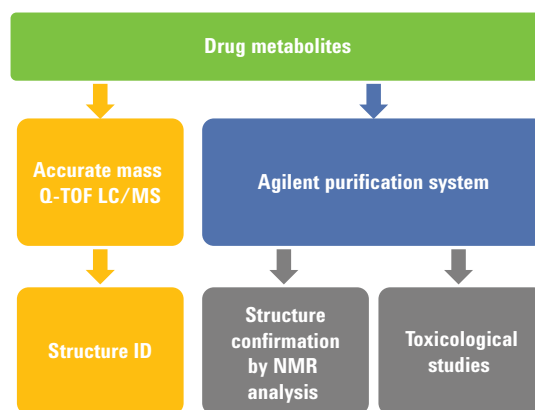 Drug metabolites
Accurate mass
Q-TOF LC/MS
Agilent purification system
Structure ID
Structure
confirmation
by NMR
analysis
Toxicological
studies